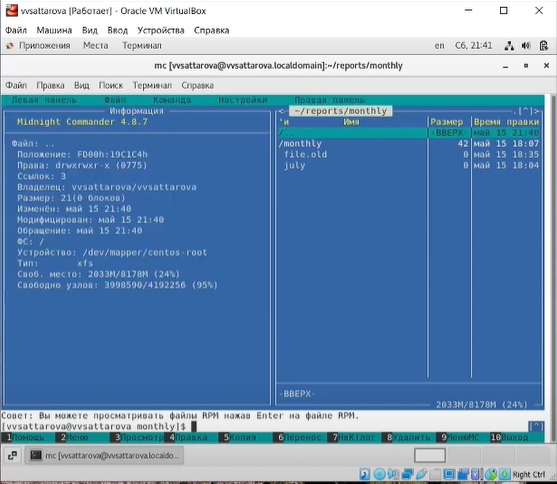 vvsattarova [Работает] - Oracle VM VirtualBox
Файл Машина Вид Ввод Устройства Справка
Приложения Места Терминал en Сб, 21:41
mc [vvsattarova@vvsattarova.localdomain]:~/reports/monthly
Файл Правка Вид Поиск Терминал Справка
Левая панель Файл Команда Настройки Правая панель
Информация
Midnight Commander 4.8.7
Файл: ..
Положение: FD00h:19C1C4h
Права: drwxrwxr-x (0775)
Ссылок: 3
Владелец: vvsattarova/vvsattarova
Размер: 21(0 блоков)
Изменён: май 15 21:40
Модифицирован: май 15 21:40
Обращение: май 15 21:40
ФС: /
Устройство: /dev/mapper/centos-root
Тип: xfs
Своб. место: 2033M/8178M (24%)
Свободно узлов: 3998590/4192256 (95%)
<- ~/reports/monthly .[^]>
'и Имя Размер Время правки
/.. -ВВЕРХ- май 15 21:40
/monthly 42 май 15 18:07
file.old 0 май 15 18:35
july 0 май 15 18:04
-ВВЕРХ-
2033M/8178M (24%)
Совет: Вы можете просматривать файлы RPM нажав Enter на файле RPM.
[vvsattarova@vvsattarova monthly]$ [^]
1Помощь 2Меню 3Просмотр 4Правка 5Копия 6Перенос 7НвКтлог 8Удалить 9МенюМС 10Выход
mc [vvsattarova@vvsattarova.localdo...
Right Ctrl